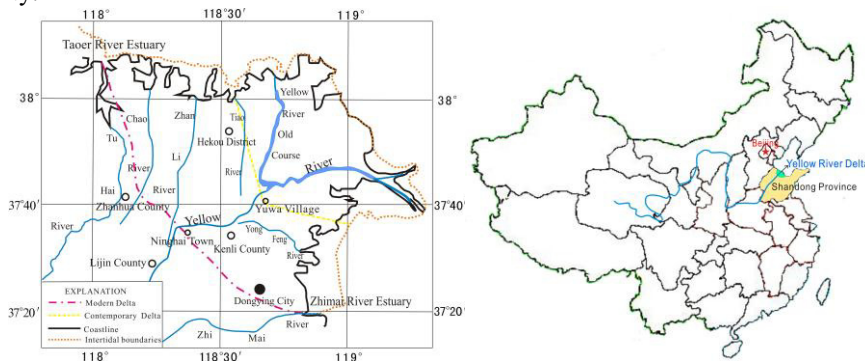 y.
118°
118°30′
119°
Taoer River Estuary
38°
38°
Chao
Zhan
Tiao
Yellow
River
Old
Course
Hekou District
Tu
River
Li
River
River
River
Hai
Zhanhua County
37°40′
37°40′
Yuwa Village
River
Yellow
Ninghai Town
Yong
Feng
River
Kenli County
Lijin County
Dongying City
Zhimai River Estuary
37°20′
37°20′
Zhi
Mai
River
EXPLANATION
Modern Delta
Contemporary Delta
Coastline
Intertidal boundaries
118°
118°30′
119°
Beijing
Yellow River Delta
Shandong Province